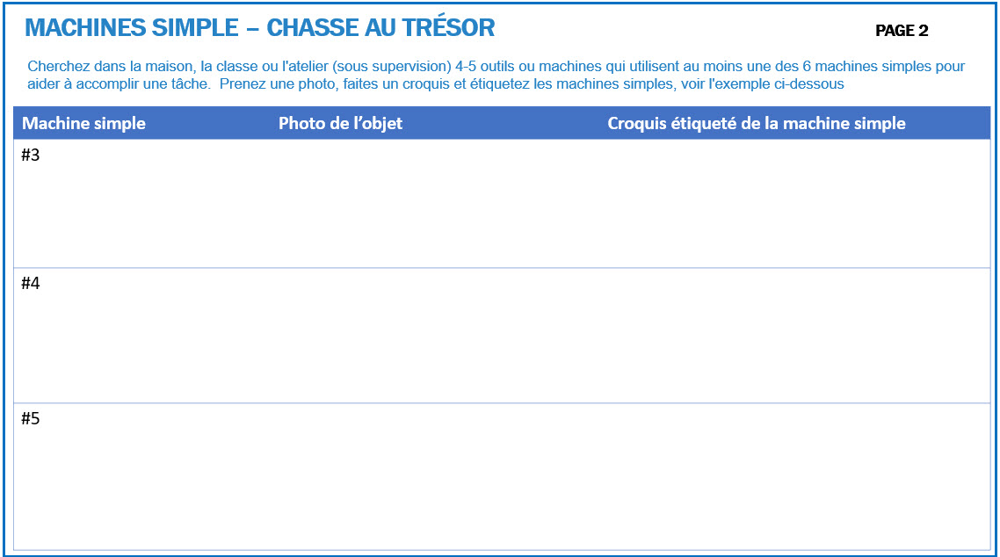 MACHINES SIMPLE – CHASSE AU TRÉSOR
PAGE 2
Cherchez dans la maison, la classe ou l'atelier (sous supervision) 4-5 outils ou machines qui utilisent au moins une des 6 machines simples pour
aider à accomplir une tâche.  Prenez une photo, faites un croquis et étiquetez les machines simples, voir l'exemple ci-dessous
Machine simple Photo de l’objet Croquis étiqueté de la machine simple
#3
#4
#5